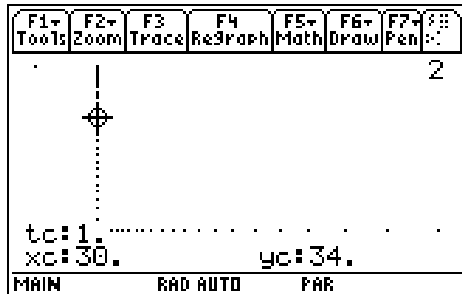 F1 F2 F3 F4 F5 F6 F7
Tools Zoom Trace ReGraph Math Draw Pen
2
tc:1.
xc:30. yc:34.
MAIN RAD AUTO PAR